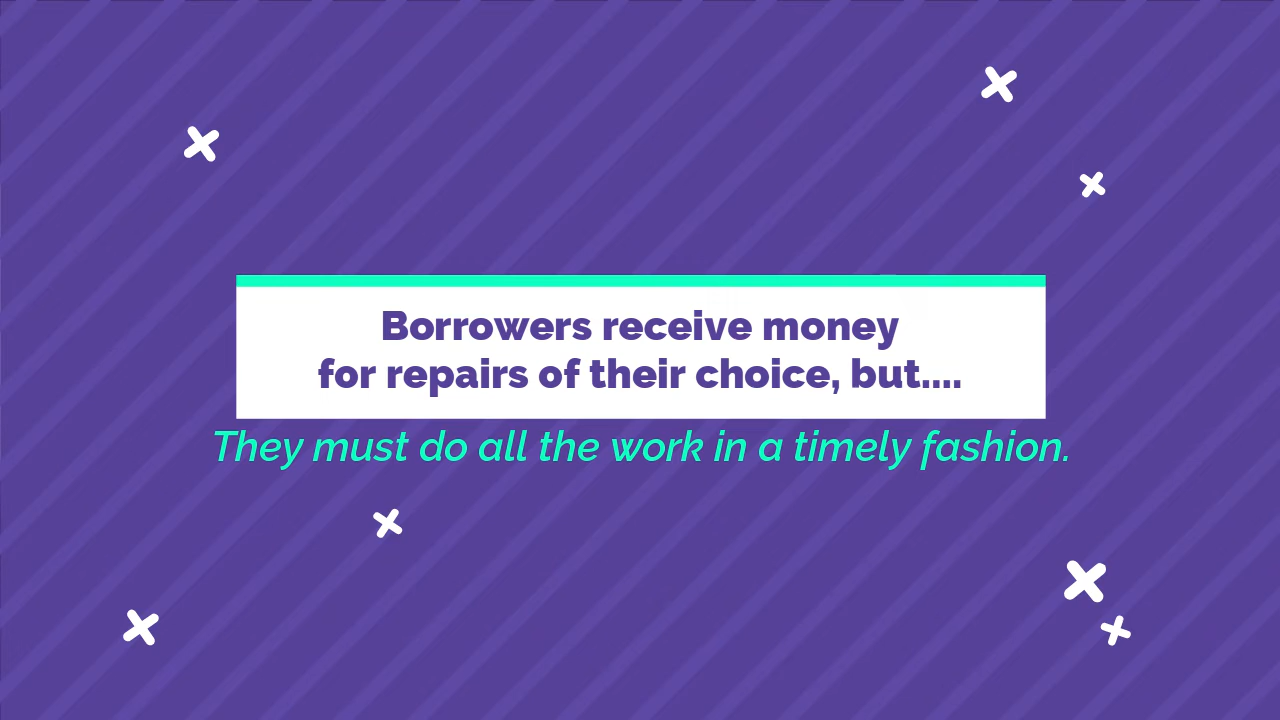 Borrowers receive money
for repairs of their choice, but....
They must do all the work in a timely fashion.